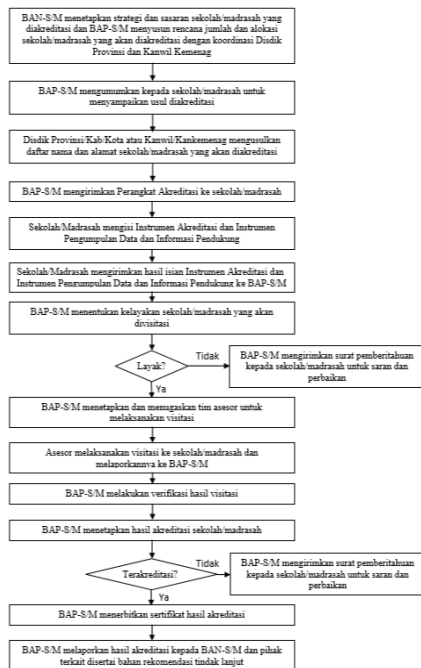 BAN-S/M menetapkan strategi dan sasaran sekolah/madrasah yang
diakreditasi dan BAP-S/M menyusun rencana jumlah dan alokasi
sekolah/madrasah yang akan diakreditasi dengan koordinasi Disdik
Provinsi dan Kanwil Kemenag
BAP-S/M mengumumkan kepada sekolah/madrasah untuk
menyampaikan usul diakreditasi
Disdik Provinsi/Kab/Kota atau Kanwil/Kankemenag mengusulkan
daftar nama dan alamat sekolah/madrasah yang akan diakreditasi
BAP-S/M mengirimkan Perangkat Akreditasi ke sekolah/madrasah
Sekolah/Madrasah mengisi Instrumen Akreditasi dan Instrumen
Pengumpulan Data dan Informasi Pendukung
Sekolah/Madrasah mengirimkan hasil isian Instrumen Akreditasi dan
Instrumen Pengumpulan Data dan Informasi Pendukung ke BAP-S/M
BAP-S/M menentukan kelayakan sekolah/madrasah yang akan
divisitasi
Layak?
Tidak
BAP-S/M mengirimkan surat pemberitahuan
kepada sekolah/madrasah untuk saran dan
perbaikan
Ya
BAP-S/M menetapkan dan menugaskan tim asesor untuk
melaksanakan visitasi
Asesor melaksanakan visitasi ke sekolah/madrasah dan
melaporkannya ke BAP-S/M
BAP-S/M melakukan verifikasi hasil visitasi
BAP-S/M menetapkan hasil akreditasi sekolah/madrasah
Terakreditasi?
Tidak
BAP-S/M mengirimkan surat pemberitahuan
kepada sekolah/madrasah untuk saran dan
perbaikan
Ya
BAP-S/M menerbitkan sertifikat hasil akreditasi
BAP-S/M melaporkan hasil akreditasi kepada BAN-S/M dan pihak
terkait disertai bahan rekomendasi tindak lanjut